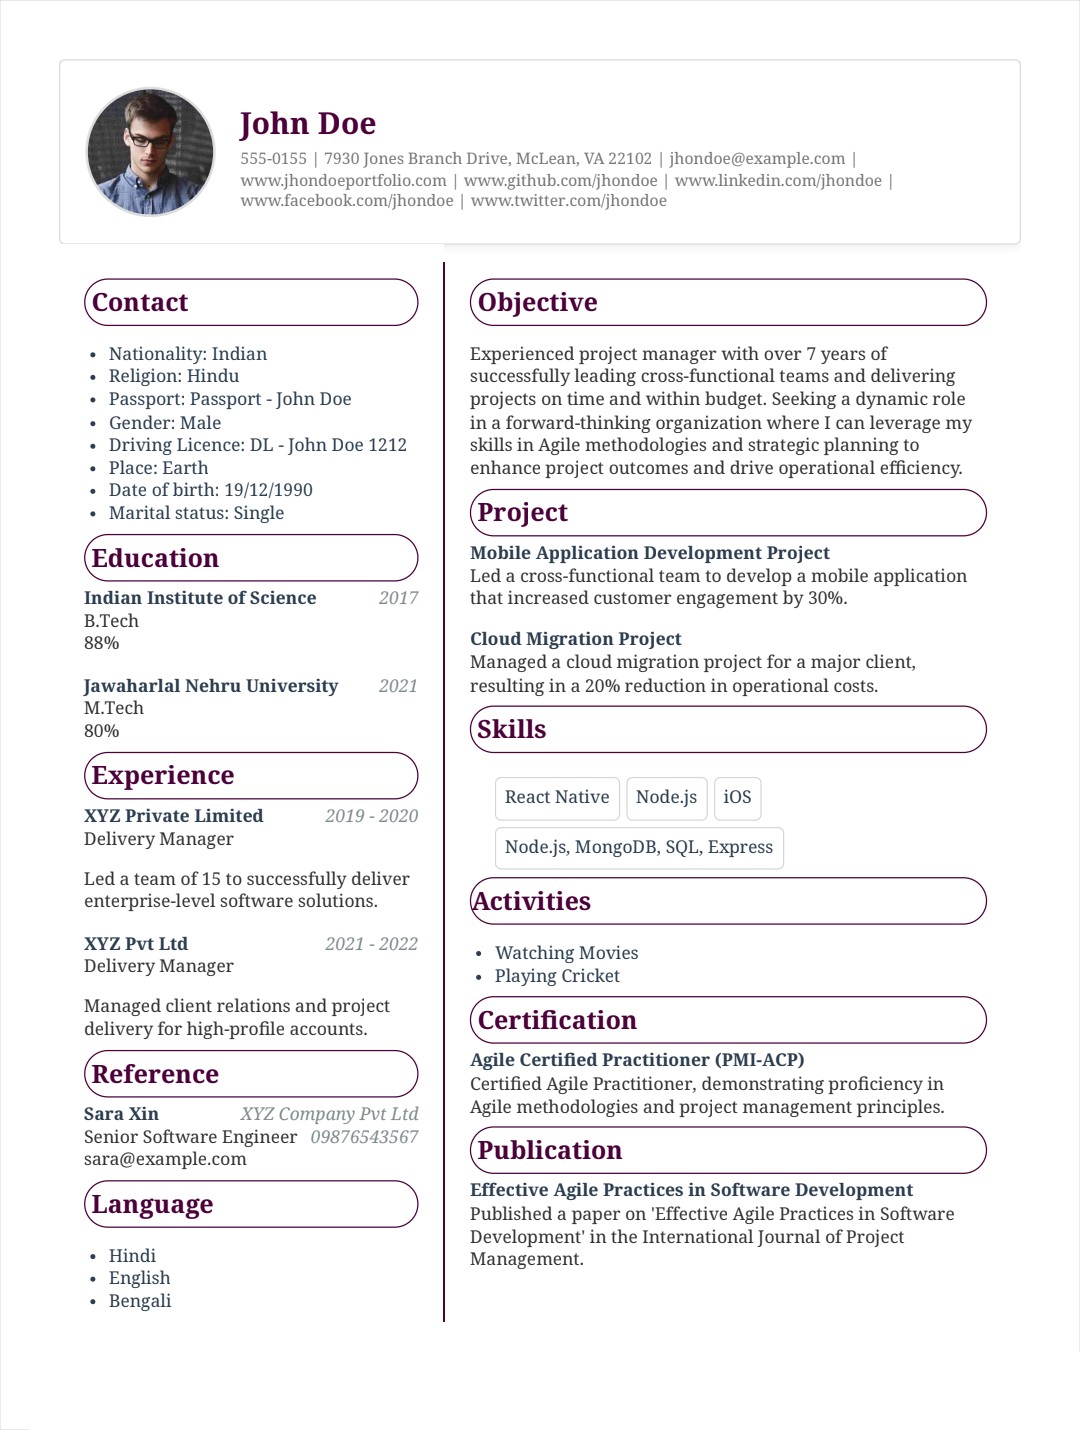 John Doe
555-0155 | 7930 Jones Branch Drive, McLean, VA 22102 | jhondoe@example.com |
www.jhondoeportfolio.com | www.github.com/jhondoe | www.linkedin.com/jhondoe |
www.facebook.com/jhondoe | www.twitter.com/jhondoe
Contact
• Nationality: Indian
• Religion: Hindu
• Passport: Passport - John Doe
• Gender: Male
• Driving Licence: DL - John Doe 1212
• Place: Earth
• Date of birth: 19/12/1990
• Marital status: Single
Education
Indian Institute of Science 2017
B.Tech
88%
Jawaharlal Nehru University 2021
M.Tech
80%
Experience
XYZ Private Limited 2019 - 2020
Delivery Manager
Led a team of 15 to successfully deliver
enterprise-level software solutions.
XYZ Pvt Ltd 2021 - 2022
Delivery Manager
Managed client relations and project
delivery for high-profile accounts.
Reference
Sara Xin XYZ Company Pvt Ltd
Senior Software Engineer 09876543567
sara@example.com
Language
• Hindi
• English
• Bengali
Objective
Experienced project manager with over 7 years of
successfully leading cross-functional teams and delivering
projects on time and within budget. Seeking a dynamic role
in a forward-thinking organization where I can leverage my
skills in Agile methodologies and strategic planning to
enhance project outcomes and drive operational efficiency.
Project
Mobile Application Development Project
Led a cross-functional team to develop a mobile application
that increased customer engagement by 30%.
Cloud Migration Project
Managed a cloud migration project for a major client,
resulting in a 20% reduction in operational costs.
Skills
React Native Node.js iOS
Node.js, MongoDB, SQL, Express
Activities
• Watching Movies
• Playing Cricket
Certification
Agile Certified Practitioner (PMI-ACP)
Certified Agile Practitioner, demonstrating proficiency in
Agile methodologies and project management principles.
Publication
Effective Agile Practices in Software Development
Published a paper on 'Effective Agile Practices in Software
Development' in the International Journal of Project
Management.